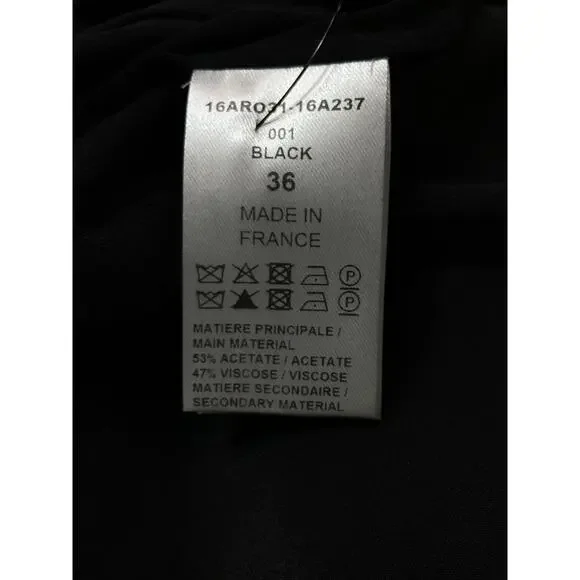 16ARO31-16A237
001
BLACK
36
MADE IN
FRANCE
P
P
MATIERE PRINCIPALE /
MAIN MATERIAL
53% ACETATE / ACETATE
47% VISCOSE / VISCOSE
MATIERE SECONDAIRE /
SECONDARY MATERIAL